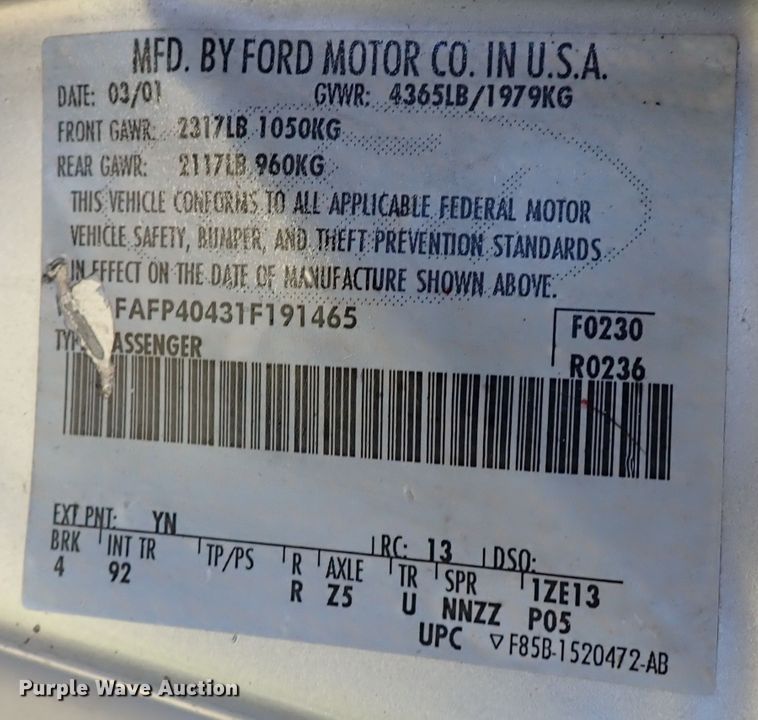 MFD. BY FORD MOTOR CO. IN U.S.A.
DATE: 03/01 GVWR: 4365LB/1979KG
FRONT GAWR: 2317LB 1050KG
REAR GAWR: 2117LB 960KG
THIS VEHICLE CONFORMS TO ALL APPLICABLE FEDERAL MOTOR
VEHICLE SAFETY, BUMPER, AND THEFT PREVENTION STANDARDS
IN EFFECT ON THE DATE OF MANUFACTURE SHOWN ABOVE.
FAFP40431F191465 F0230
R0236
EXT PNT: YN RC: 13 DSO:
BRK INT TR TP/PS R AXLE TR SPR 1ZE13
4 92 R Z5 U NNZZ P05
UPC ▽F85B-1520472-AB
Purple Wave Auction